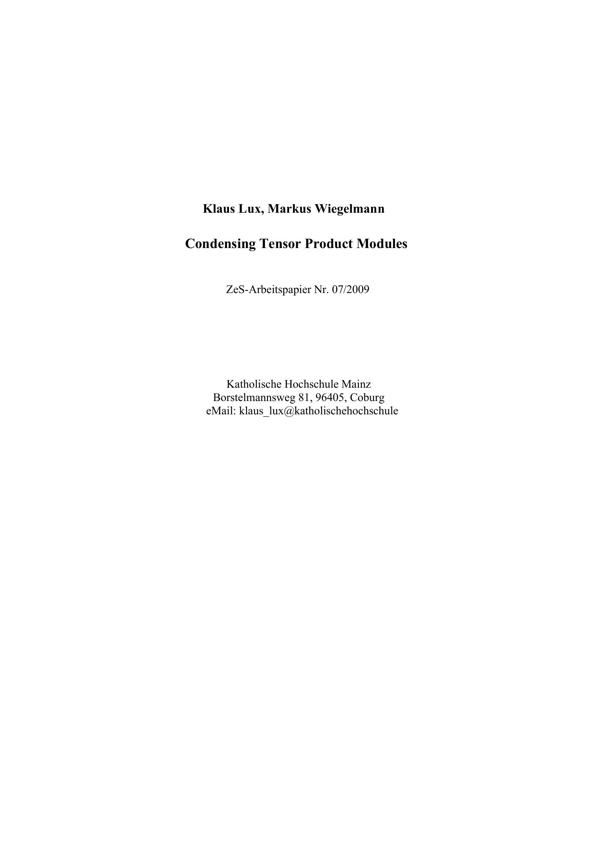 Klaus Lux, Markus Wiegelmann
Condensing Tensor Product Modules
ZeS-Arbeitspapier Nr. 07/2009
Katholische Hochschule Mainz
Borstelmannsweg 81, 96405, Coburg
eMail: klaus_lux@katholischehochschule